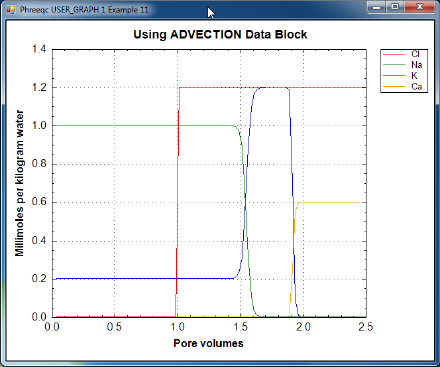 Phreeqc USER_GRAPH 1 Example 11
Using ADVECTION Data Block
Millimoles per kilogram water
1.4
1.2
1.0
0.8
0.6
0.4
0.2
0.0
0.0 0.5 1.0 1.5 2.0 2.5
Pore volumes
Cl
Na
K
Ca